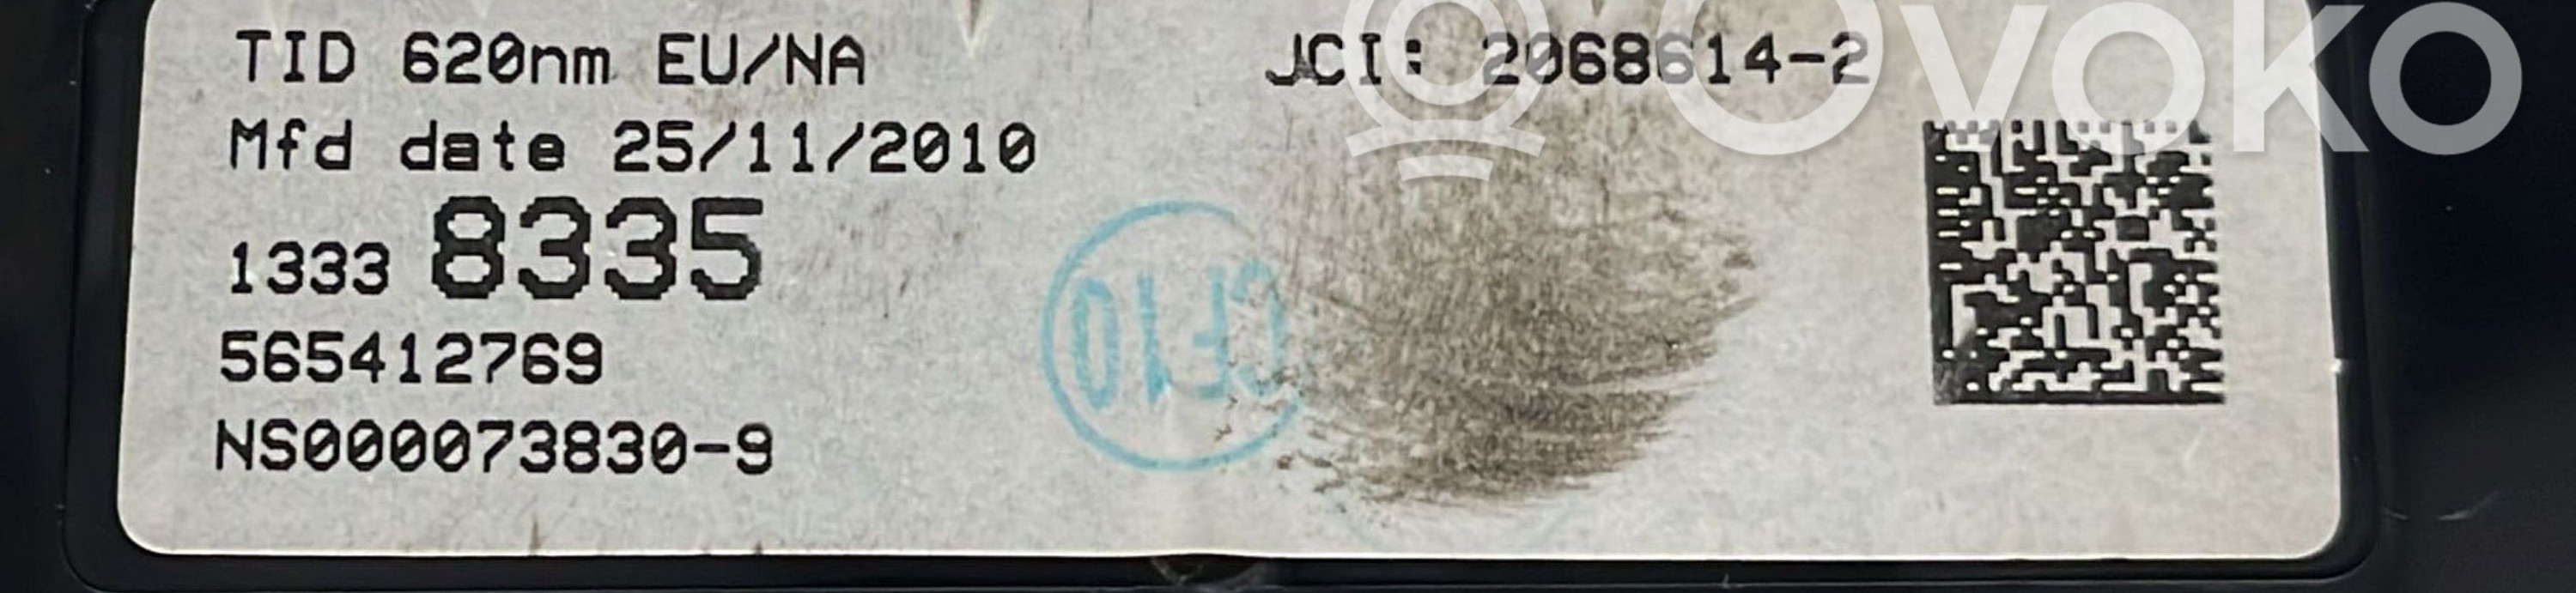 TID 620nm EU/NA
JCI: 2068614-2
Mfd date 25/11/2010
1333 8335
565412769
NS000073830-9
CF10
Ovoko